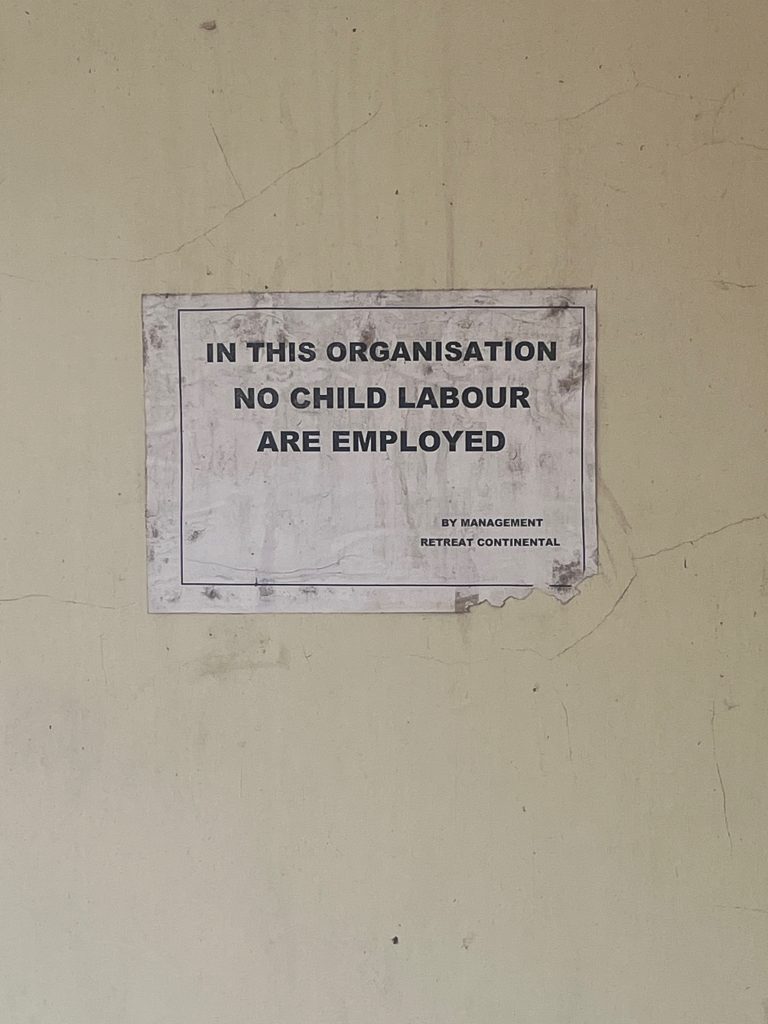 IN THIS ORGANISATION
NO CHILD LABOUR
ARE EMPLOYED
BY MANAGEMENT
RETREAT CONTINENTAL